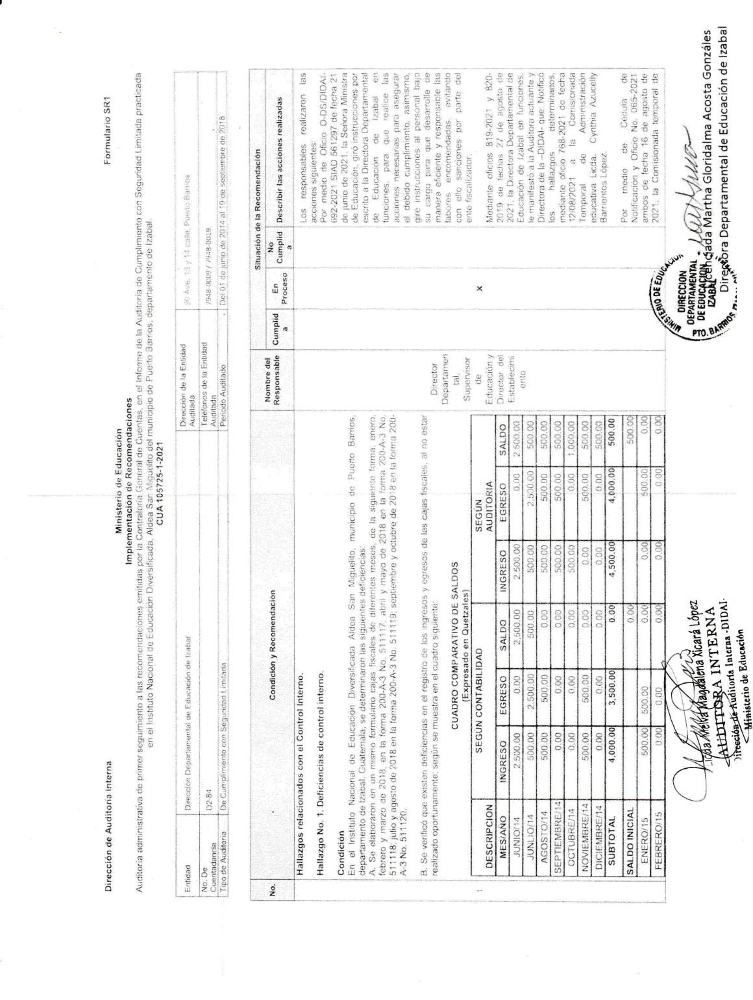 Dirección de Auditoría Interna
Formulario SR1
Ministerio de Educación
Implementación de Recomendaciones
Auditoria administrativa de primer seguimiento a las recomendaciones emitidas por la Contraloría General de Cuentas, en el Informe de la Auditoría de Cumplimiento con Seguridad Limitada practicada
en el Instituto Nacional de Educación Diversificada, Aldea San Miguelito del municipio de Puerto Barrios, departamento de Izabal.
CUA 105725-1-2021
Entidad
Dirección Departamental de Educación de Izabal
Dirección de la Entidad
Auditada
20 Ave, 13 y 14 calle, Puerto Barrios
No. De
Cuentadancia
D2-84
Teléfonos de la Entidad
Auditada
7948-0009 / 7948-0019
Tipo de Auditoría
De Cumplimiento con Seguridad Limitada
Periodo Auditado
Del 01 de junio de 2014 al 19 de septiembre de 2018
No.
Condición y Recomendación
Nombre del
Responsable
Situación de la Recomendación
Cumplid
a
En
Proceso
No
Cumplid
a
Describir las acciones realizadas
Hallazgos relacionados con el Control Interno.
Hallazgo No. 1. Deficiencias de control interno.
Condición
En el Instituto Nacional de Educación Diversificada Aldea San Miguelito, municipio de Puerto Barrios,
departamento de Izabal, Guatemala, se determinaron las siguientes deficiencias:
A. Se elaboraron en un mismo formulario cajas fiscales de diferentes meses, de la siguiente forma: enero,
febrero y marzo de 2018, en la forma 200-A-3 No. 511117; abril y mayo de 2018 en la forma 200-A-3 No.
511118; julio y agosto de 2018 en la forma 200-A-3 No. 511119; septiembre y octubre de 2018 en la forma 200-
A-3 No. 511120.
B. Se verificó que existen deficiencias en el registro de los ingresos y egresos de las cajas fiscales, al no estar
realizado oportunamente; según se muestra en el cuadro siguiente:
CUADRO COMPARATIVO DE SALDOS
(Expresado en Quetzales)
DESCRIPCION SEGÚN CONTABILIDAD SEGÚN
AUDITORIA
MES/AÑO INGRESO EGRESO SALDO INGRESO EGRESO SALDO
JUNIO/14 2,500.00 0.00 2,500.00 2,500.00 0.00 2,500.00
JUNLIO/14 500.00 2,500.00 500.00 500.00 2,500.00 500.00
AGOSTO/14 500.00 500.00 0.00 500.00 500.00 500.00
SEPTIEMBRE/14 0.00 0.00 0.00 500.00 500.00 500.00
OCTUBRE/14 0.00 0.00 0.00 500.00 0.00 1,000.00
NOVIEMBRE/14 500.00 500.00 0.00 0.00 500.00 500.00
DICIEMBRE/14 0.00 0.00 0.00 0.00 0.00 500.00
SUBTOTAL 4,000.00 3,500.00 0.00 4,500.00 4,000.00 500.00
SALDO INICIAL 0.00 500.00
ENERO/15 500.00 500.00 0.00 0.00 500.00 0.00
FEBRERO/15 0.00 0.00 0.00 0.00 0.00 0.00
1
Director
Departamen
tal,
Supervisor
de
Educación y
Director del
Establecimi
ento
X
Los responsables realizaron las
acciones siguientes:
Por medio de Oficio O-DS/DIDAI-
692-2021 SIAD 561297 de fecha 21
de junio de 2021, la Señora Ministra
de Educación, giró instrucciones por
escrito a la Directora Departamental
de Educación de Izabal en
funciones, para que realice las
acciones necesarias para asegurar
el debido cumplimiento, asimismo,
gire instrucciones al personal bajo
su cargo para que desarrolle de
manera eficiente y responsable las
labores encomendadas, evitando
con ello sanciones por parte del
ente fiscalizador.
Mediante oficios 819-2021 y 820-
2019 de fechas 27 de agosto de
2021, la Directora Departamental de
Educación de Izabal en funciones,
le manifestó a la Auditora actuante y
Directora de la –DIDAI- que: Notificó
los hallazgos determinados,
mediante oficio 768-2021 de fecha
12/08/2021 a la Comisionada
Temporal de Administración
educativa Licda. Cynthia Azucelly
Barrientos López.
Por medio de Cédula de
Notificación y Oficio No. 065-2021
ambos de fecha 16 de agosto de
2021, la Comisionada temporal de
Licda Melva Magdalena Xicará López
AUDITORA INTERNA
Dirección de Auditoría Interna -DIDAI-
Ministerio de Educación
MINISTERIO DE EDUCACION
DIRECCION
DEPARTAMENTAL
DE EDUCACION
IZABAL
PTO. BARRIOS
Licenciada Martha Gloridalma Acosta Gonzáles
Directora Departamental de Educación de Izabal